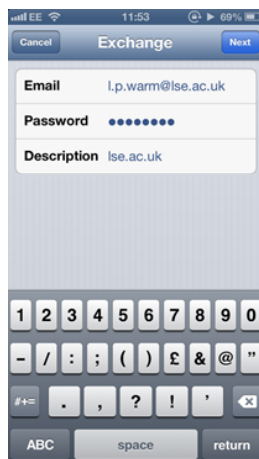 EE 11:53 69%
Cancel Exchange Next
Email l.p.warm@lse.ac.uk
Password ●●●●●●●●
Description lse.ac.uk
1 2 3 4 5 6 7 8 9 0
- / : ; ( ) £ & @ "
#+= . , ? ! '
ABC space return